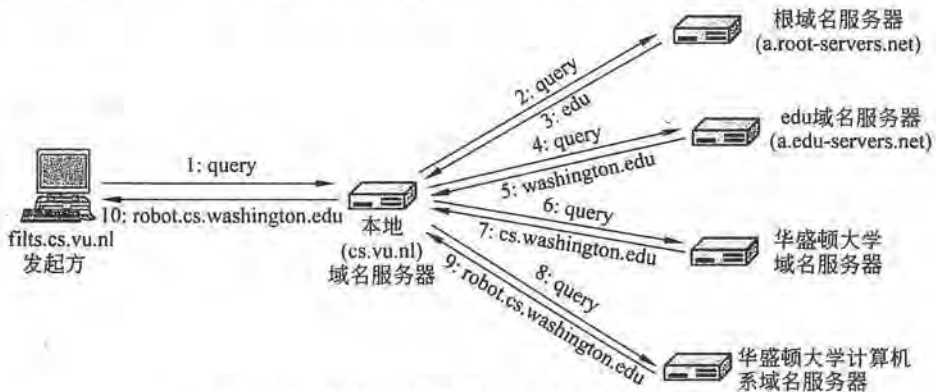 根域名服务器
(a.root-servers.net)
2: query
3: edu
edu域名服务器
(a.edu-servers.net)
4: query
5: washington.edu
1: query
10: robot.cs.washington.edu
filts.cs.vu.nl
发起方
本地
(cs.vu.nl)
域名服务器
6: query
7: cs.washington.edu
华盛顿大学
域名服务器
8: query
9: robot.cs.washington.edu
华盛顿大学计算机
系域名服务器